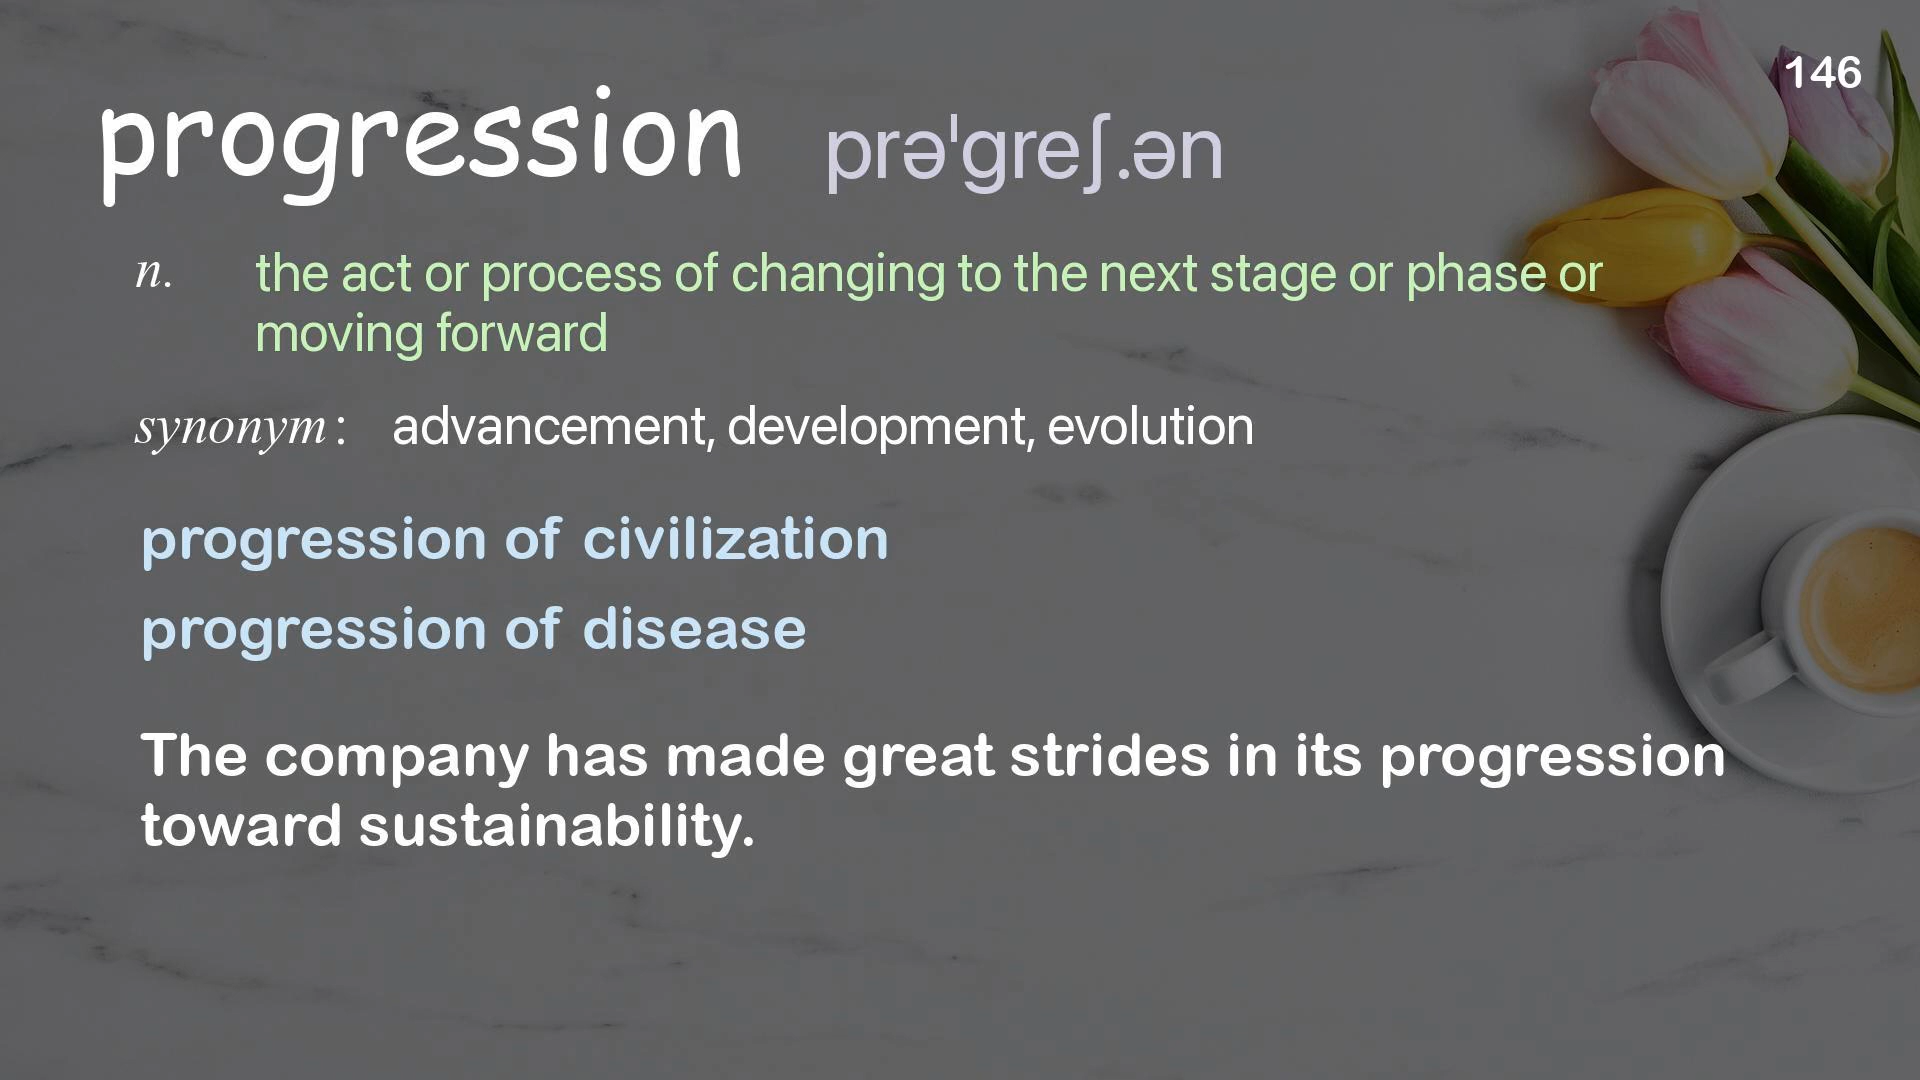 146
progression prəˈgreʃ.ən
n. the act or process of changing to the next stage or phase or
moving forward
synonym : advancement, development, evolution
progression of civilization
progression of disease
The company has made great strides in its progression
toward sustainability.